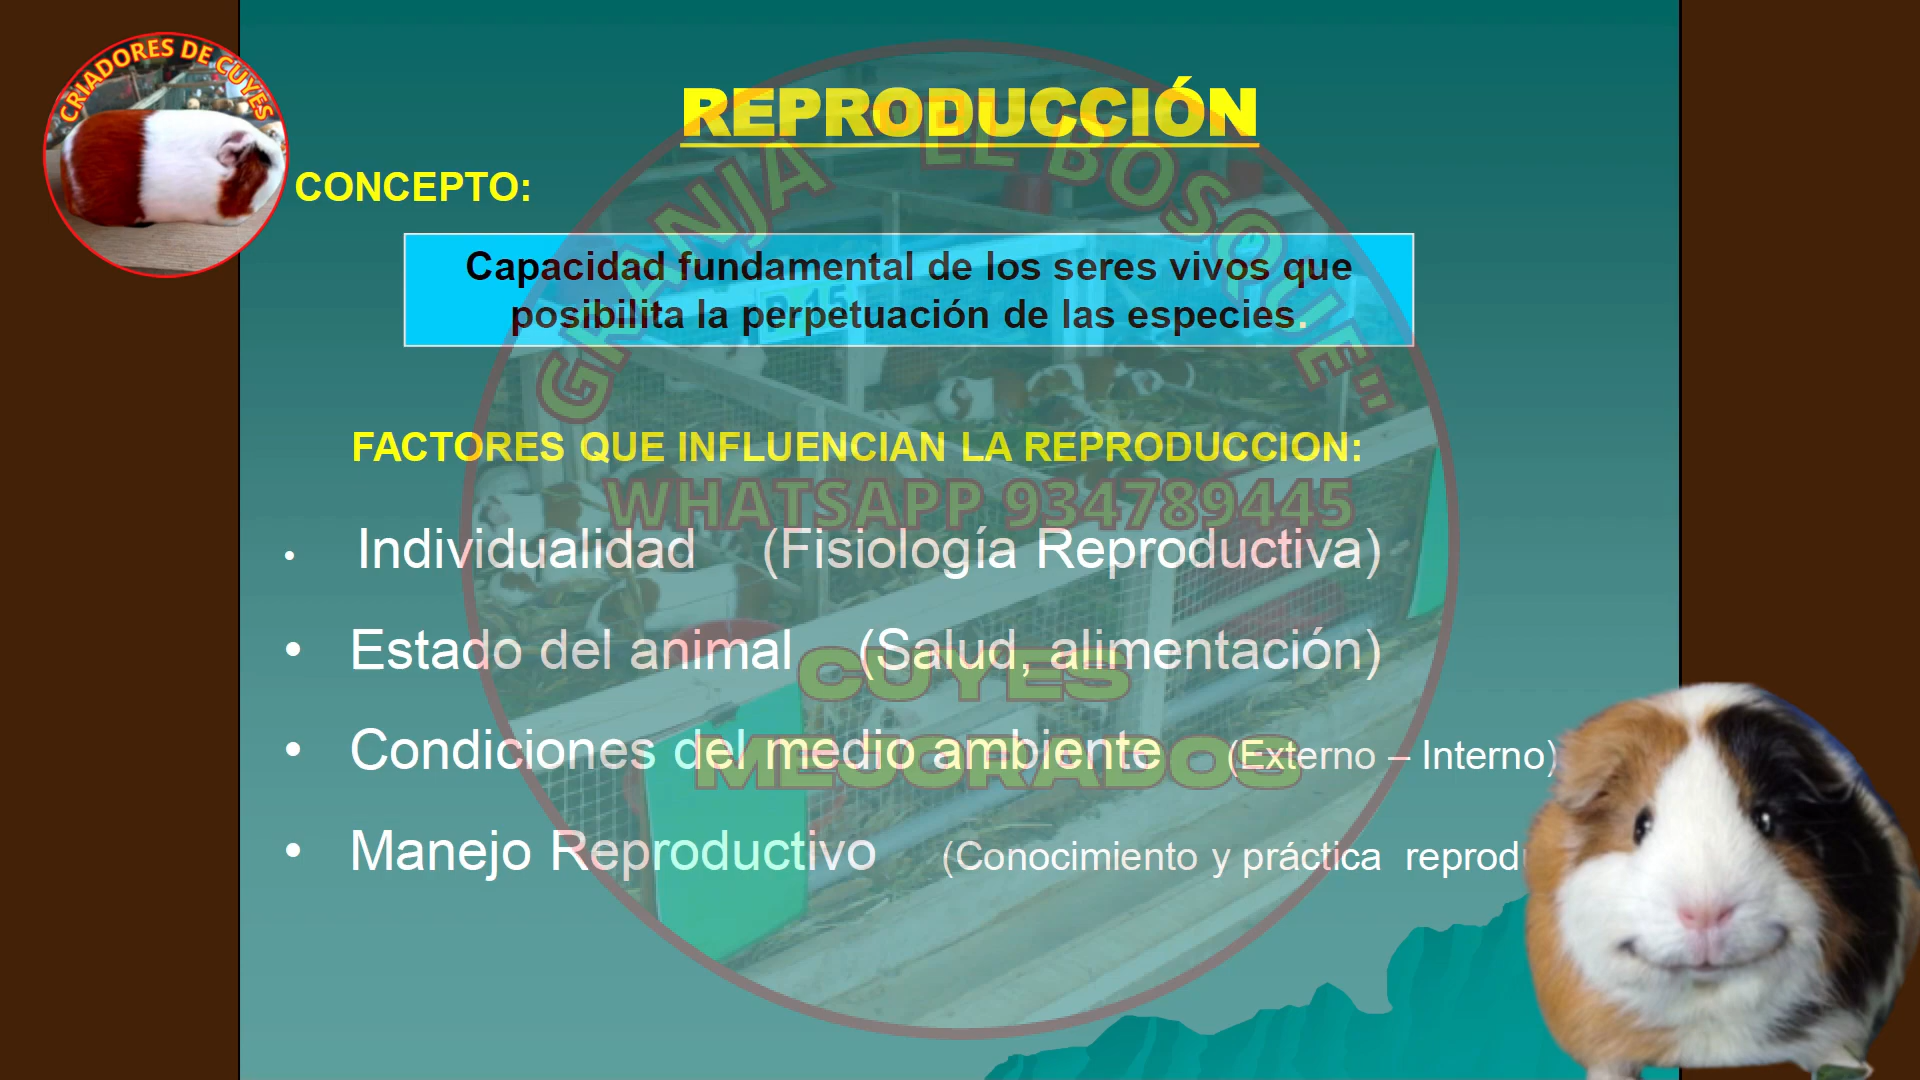 CRIADORES DE CUYES
REPRODUCCIÓN
GRANJA "EL BOSQUE"
CONCEPTO:
Capacidad fundamental de los seres vivos que
posibilita la perpetuación de las especies.
FACTORES QUE INFLUENCIAN LA REPRODUCCION:
WHATSAPP 934789445
• Individualidad (Fisiología Reproductiva)
• Estado del animal (Salud, alimentación)
CUYES
• Condiciones del medio ambiente (Externo – Interno)
MEJORADOS
• Manejo Reproductivo (Conocimiento y práctica